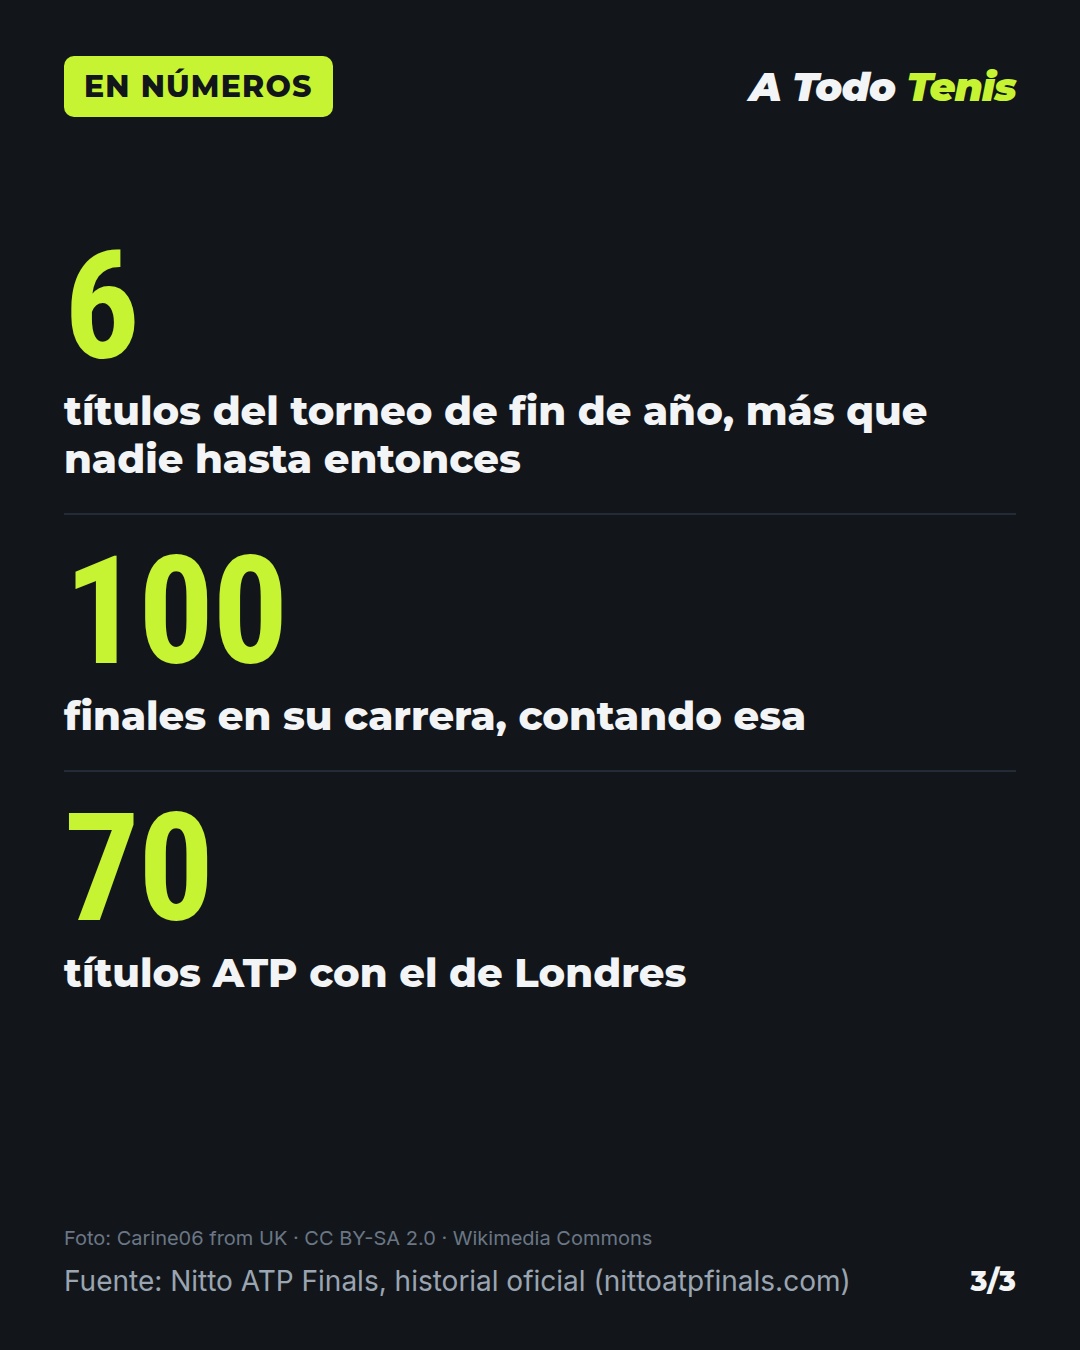 EN NÚMEROS
A Todo Tenis
6
títulos del torneo de fin de año, más que
nadie hasta entonces
100
finales en su carrera, contando esa
70
títulos ATP con el de Londres
Foto: Carine06 from UK · CC BY-SA 2.0 · Wikimedia Commons
Fuente: Nitto ATP Finals, historial oficial (nittoatpfinals.com)
3/3